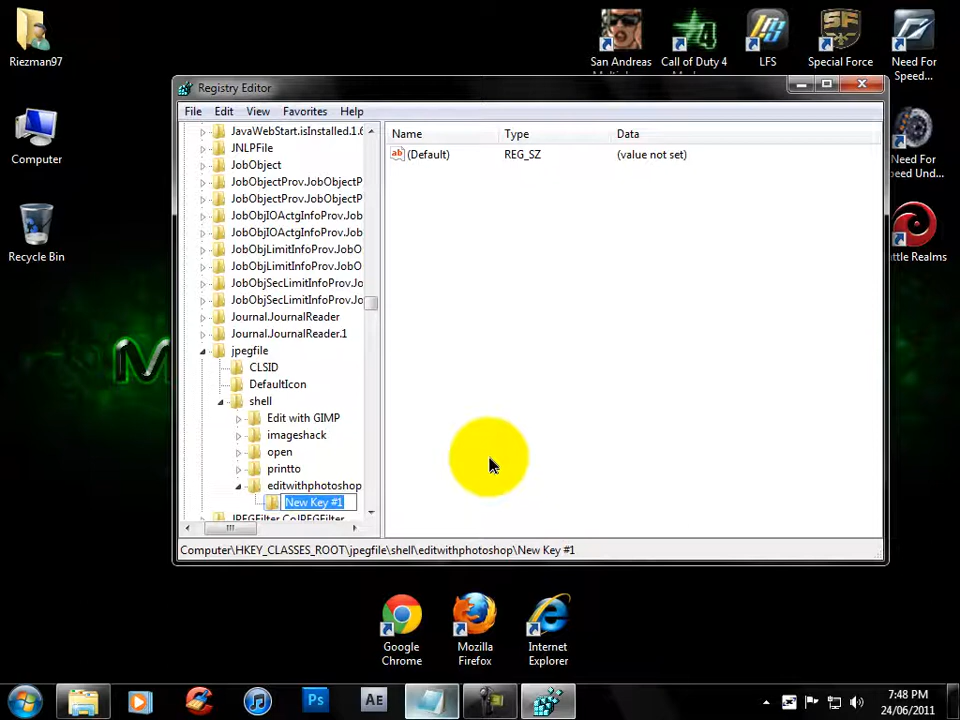 Riezman97
Computer
Recycle Bin
San Andreas
Call of Duty 4
LFS
Special Force
Need For
Speed...
Need For
Registry Editor
File Edit View Favorites Help
JavaWebStart.isInstalled.1.6
JNLPFile
JobObject
JobObjectProv.JobObjectP
JobObjectProv.JobObjectP
JobObjIOActgInfoProv.Job
JobObjIOActgInfoProv.Job
JobObjLimitInfoProv.JobO
JobObjLimitInfoProv.JobO
JobObjSecLimitInfoProv.Jo
JobObjSecLimitInfoProv.Jo
Journal.JournalReader
Journal.JournalReader.1
jpegfile
CLSID
DefaultIcon
shell
Edit with GIMP
imageshack
open
printto
editwithphotoshop
New Key #1
Name Type Data
ab (Default) REG_SZ (value not set)
Computer\HKEY_CLASSES_ROOT\jpegfile\shell\editwithphotoshop\New Key #1
M
Google
Chrome
Mozilla
Firefox
Internet
Explorer
Ps
AE
7:48 PM
24/06/2011